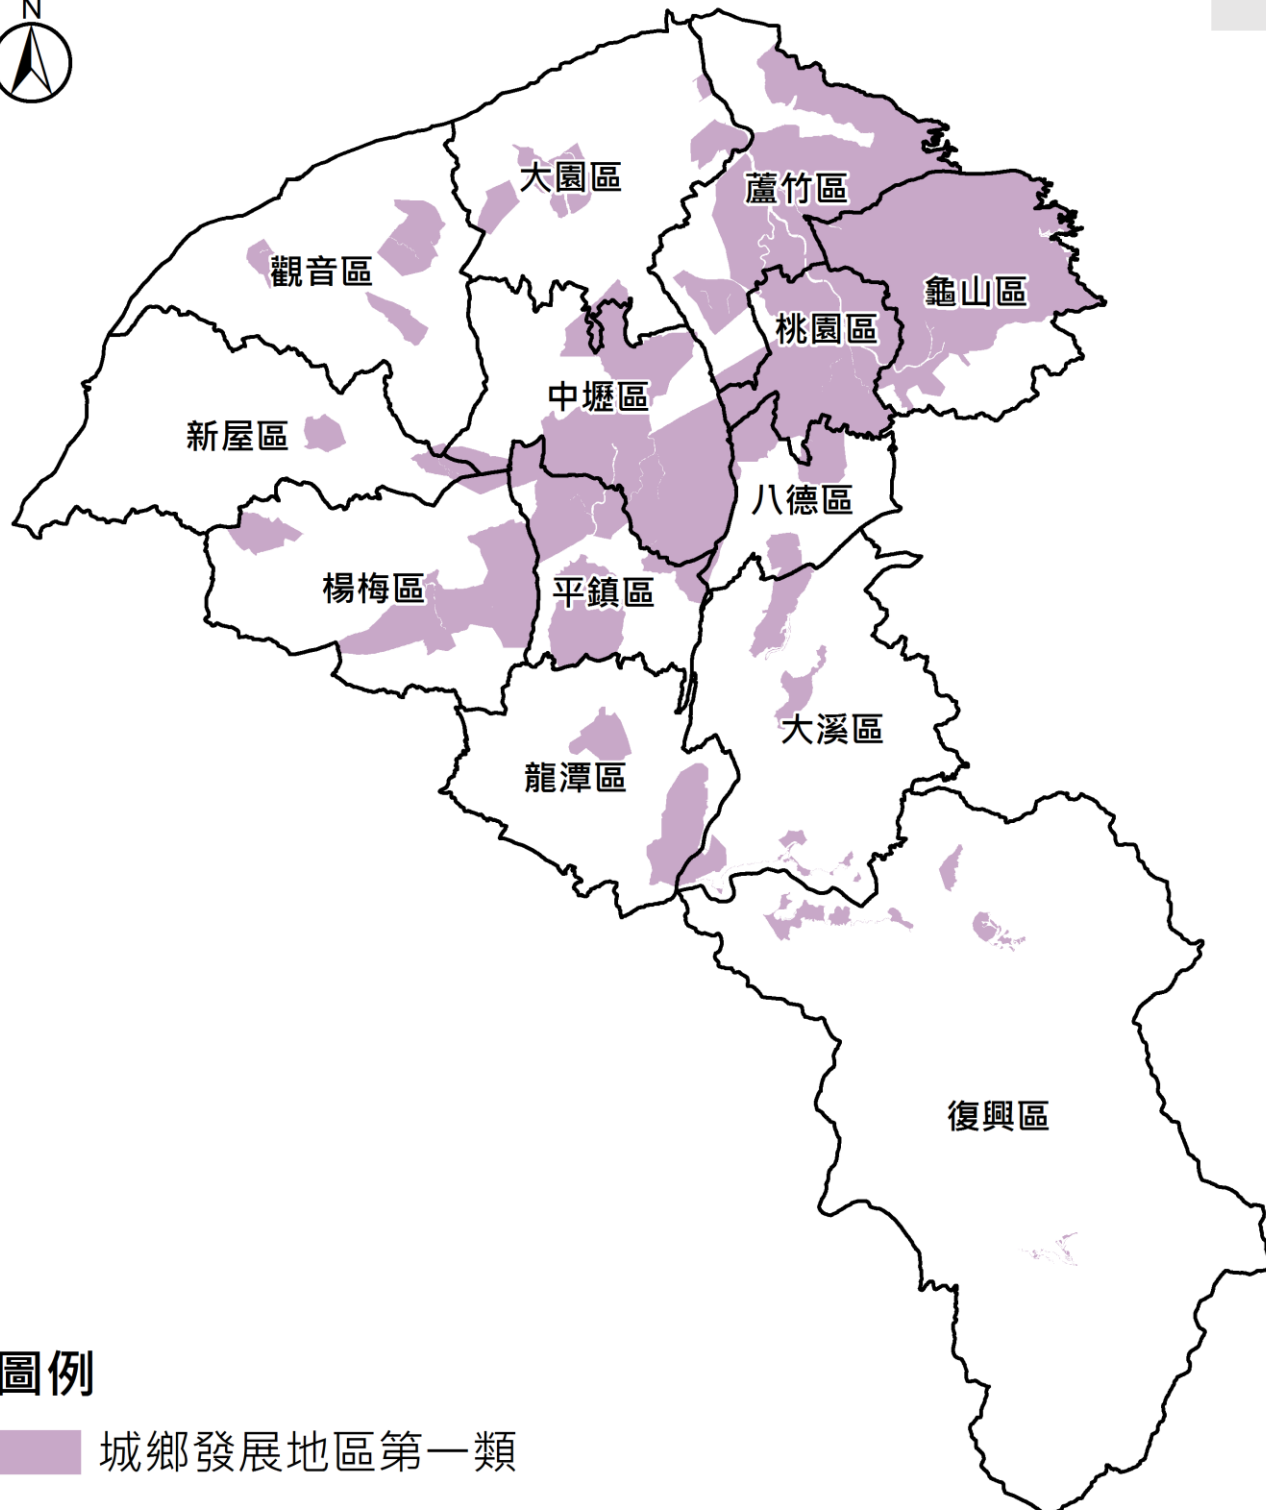 N
大園區
蘆竹區
觀音區
龜山區
桃園區
中壢區
新屋區
八德區
楊梅區
平鎮區
大溪區
龍潭區
復興區
圖例
城鄉發展地區第一類